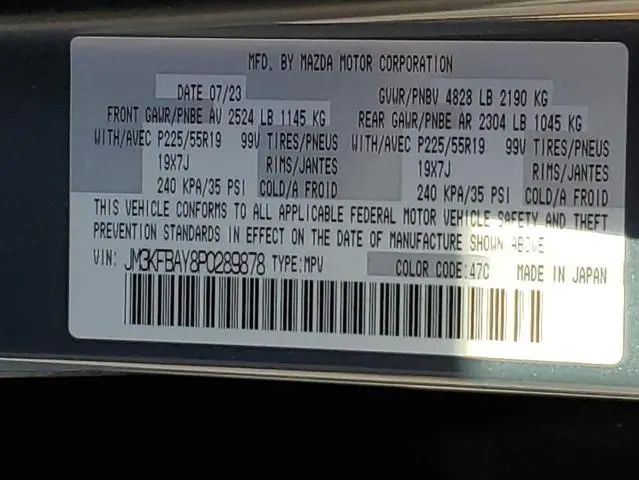 MFD. BY MAZDA MOTOR CORPORATION
DATE 07/23 GVWR/PNBV 4828 LB 2190 KG
FRONT GAWR/PNBE AV 2524 LB 1145 KG REAR GAWR/PNBE AR 2304 LB 1045 KG
WITH/AVEC P225/55R19 99V TIRES/PNEUS WITH/AVEC P225/55R19 99V TIRES/PNEUS
19X7J RIMS/JANTES 19X7J RIMS/JANTES
240 KPA/35 PSI COLD/A FROID 240 KPA/35 PSI COLD/A FROID
THIS VEHICLE CONFORMS TO ALL APPLICABLE FEDERAL MOTOR VEHICLE SAFETY AND THEFT
PREVENTION STANDARDS IN EFFECT ON THE DATE OF MANUFACTURE SHOWN ABOVE
VIN: JM3KFBAY8P0289878 TYPE:MPV COLOR CODE:47C MADE IN JAPAN